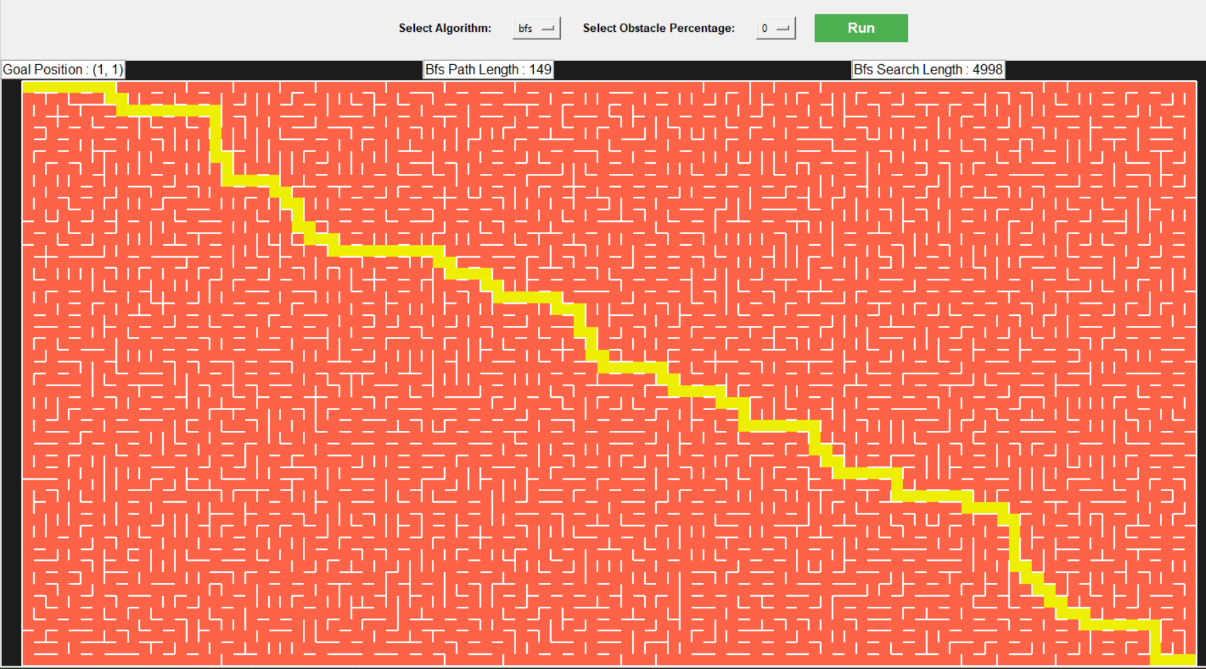 Select Algorithm: bfs Select Obstacle Percentage: 0 Run
Goal Position : (1, 1) Bfs Path Length : 149 Bfs Search Length : 4998